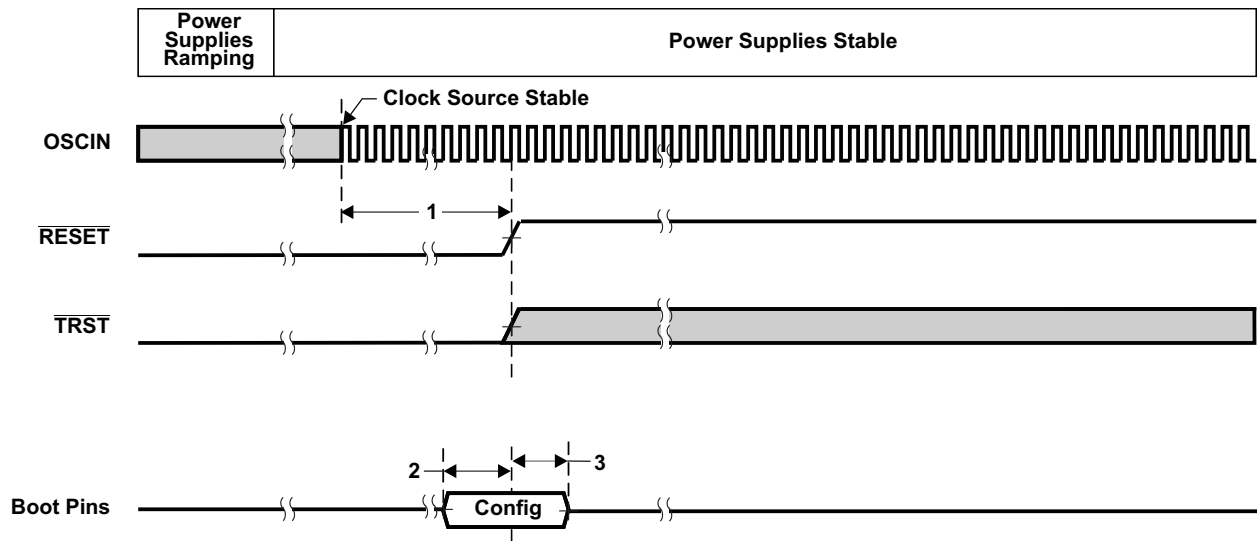 Power
Supplies
Ramping
Power Supplies Stable
Clock Source Stable
OSCIN
1
RESET
TRST
2
3
Boot Pins
Config